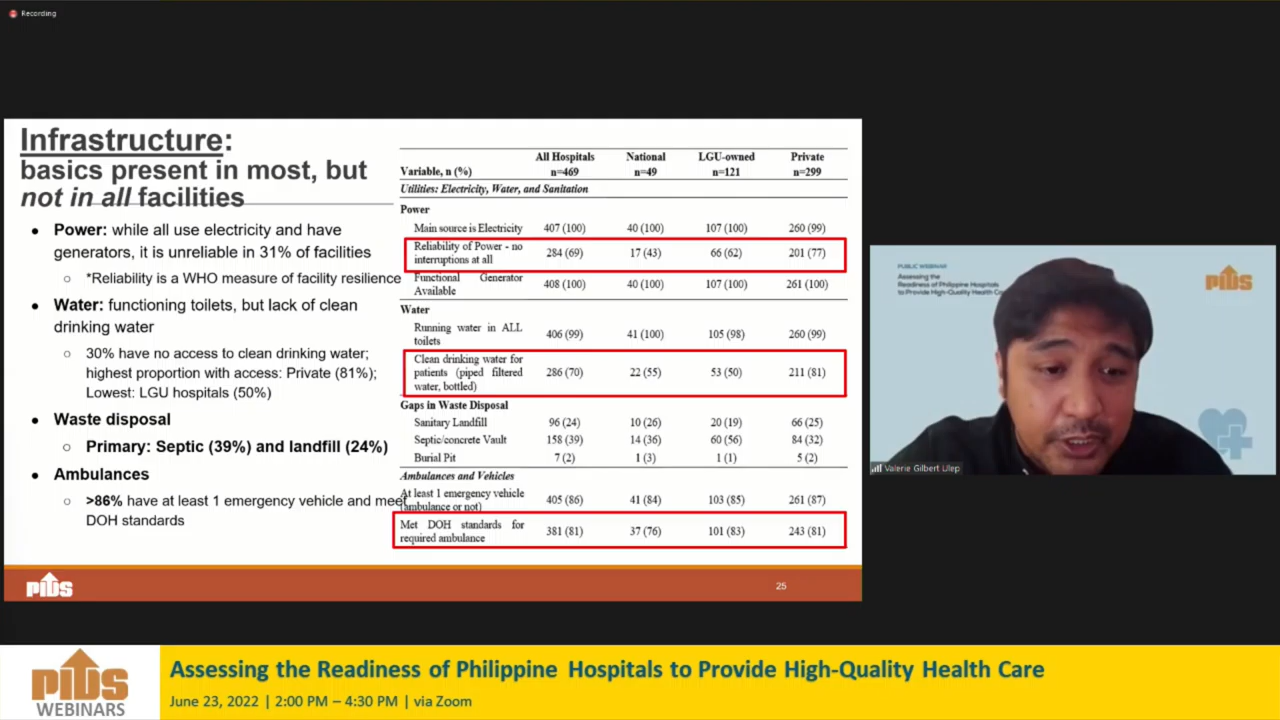 Recording
Infrastructure:
basics present in most, but
not in all facilities
● Power: while all use electricity and have
generators, it is unreliable in 31% of facilities
○ *Reliability is a WHO measure of facility resilience
● Water: functioning toilets, but lack of clean
drinking water
○ 30% have no access to clean drinking water;
highest proportion with access: Private (81%);
Lowest: LGU hospitals (50%)
● Waste disposal
○ Primary: Septic (39%) and landfill (24%)
● Ambulances
○ >86% have at least 1 emergency vehicle and meet
DOH standards
All Hospitals National LGU-owned Private
Variable, n (%) n=469 n=49 n=121 n=299
Utilities: Electricity, Water, and Sanitation
Power
Main source is Electricity 407 (100) 40 (100) 107 (100) 260 (99)
Reliability of Power - no
interruptions at all 284 (69) 17 (43) 66 (62) 201 (77)
Functional Generator
Available 408 (100) 40 (100) 107 (100) 261 (100)
Water
Running water in ALL
toilets 406 (99) 41 (100) 105 (98) 260 (99)
Clean drinking water for
patients (piped filtered 286 (70) 22 (55) 53 (50) 211 (81)
water, bottled)
Gaps in Waste Disposal
Sanitary Landfill 96 (24) 10 (26) 20 (19) 66 (25)
Septic/concrete Vault 158 (39) 14 (36) 60 (56) 84 (32)
Burial Pit 7 (2) 1 (3) 1 (1) 5 (2)
Ambulances and Vehicles
At least 1 emergency vehicle
(ambulance or not) 405 (86) 41 (84) 103 (85) 261 (87)
Met DOH standards for
required ambulance 381 (81) 37 (76) 101 (83) 243 (81)
PIDS
25
PUBLIC WEBINAR
Assessing the
Readiness of Philippine Hospitals
to Provide High-Quality Health Car
PIDS
Valerie Gilbert Ulep
PIDS
WEBINARS
Assessing the Readiness of Philippine Hospitals to Provide High-Quality Health Care
June 23, 2022 | 2:00 PM – 4:30 PM | via Zoom